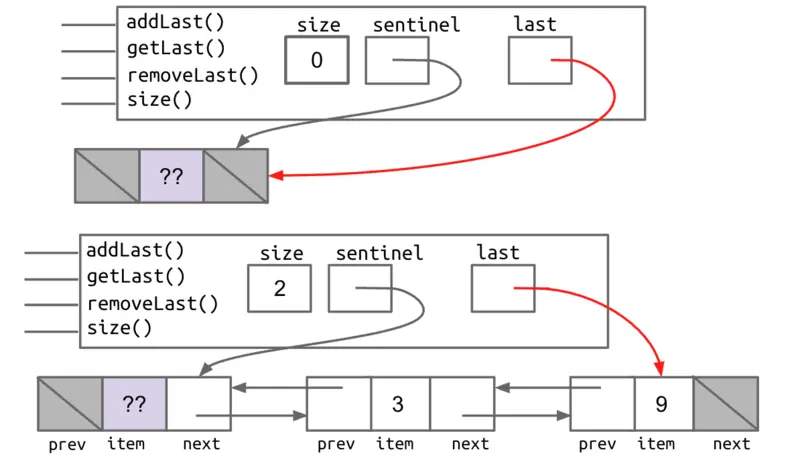 addLast()
size sentinel last
getLast()
0
removeLast()
size()
??
addLast()
size sentinel last
getLast()
2
removeLast()
size()
?? 3 9
prev item next prev item next prev item next